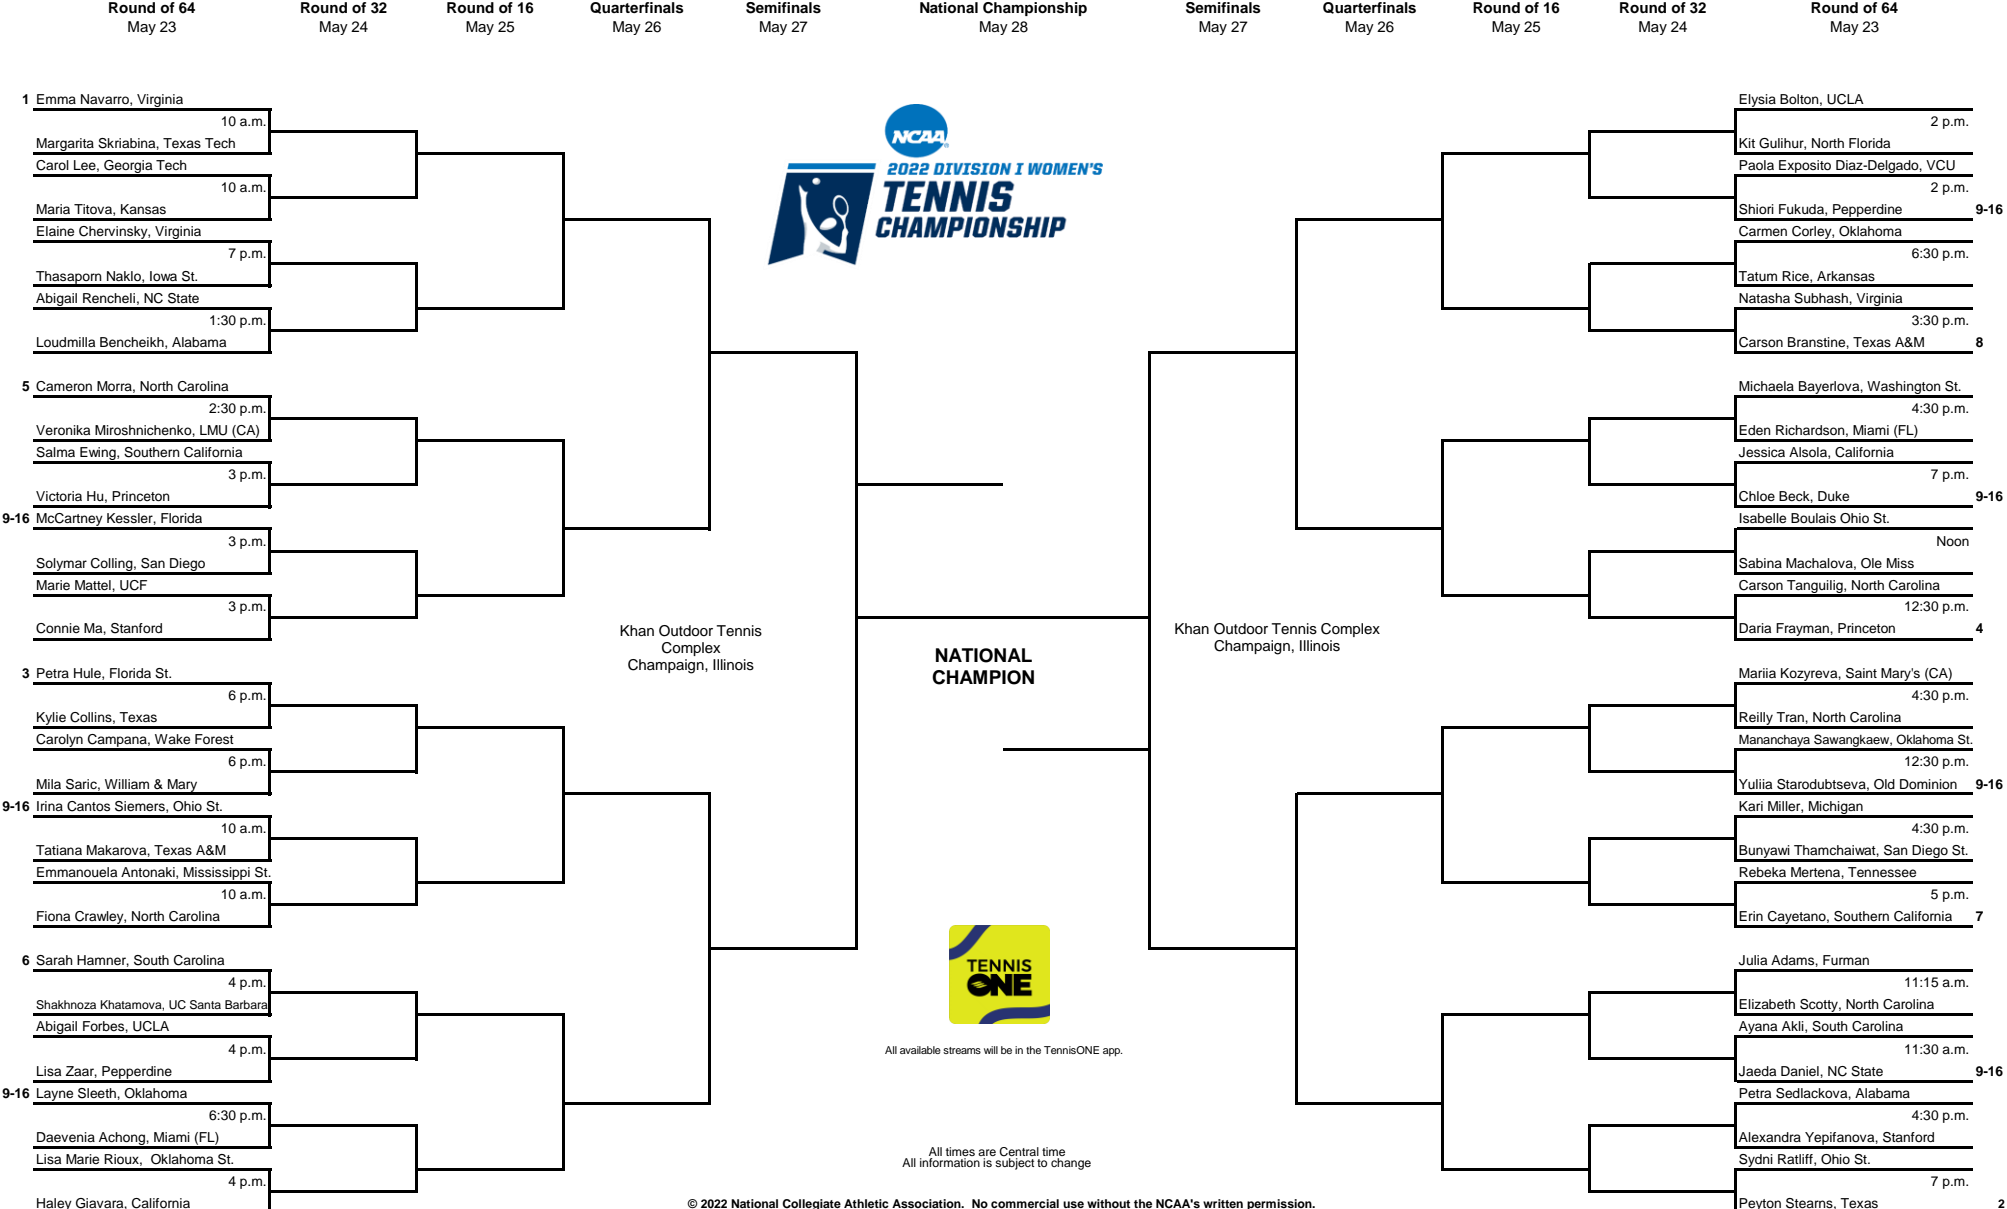 Round of 64 Round of 32 Round of 16 Quarterfinals Semifinals National Championship Semifinals Quarterfinals Round of 16 Round of 32 Round of 64
May 23 May 24 May 25 May 26 May 27 May 28 May 27 May 26 May 25 May 24 May 23
1 Emma Navarro, Virginia
10 a.m.
Margarita Skriabina, Texas Tech
Carol Lee, Georgia Tech
10 a.m.
Maria Titova, Kansas
Elaine Chervinsky, Virginia
7 p.m.
Thasaporn Naklo, Iowa St.
Abigail Rencheli, NC State
1:30 p.m.
Loudmilla Bencheikh, Alabama
5 Cameron Morra, North Carolina
2:30 p.m.
Veronika Miroshnichenko, LMU (CA)
Salma Ewing, Southern California
3 p.m.
Victoria Hu, Princeton
9-16 McCartney Kessler, Florida
3 p.m.
Solymar Colling, San Diego
Marie Mattel, UCF
3 p.m.
Connie Ma, Stanford
3 Petra Hule, Florida St.
6 p.m.
Kylie Collins, Texas
Carolyn Campana, Wake Forest
6 p.m.
Mila Saric, William & Mary
9-16 Irina Cantos Siemers, Ohio St.
10 a.m.
Tatiana Makarova, Texas A&M
Emmanouela Antonaki, Mississippi St.
10 a.m.
Fiona Crawley, North Carolina
6 Sarah Hamner, South Carolina
4 p.m.
Shakhnoza Khatamova, UC Santa Barbara
Abigail Forbes, UCLA
4 p.m.
Lisa Zaar, Pepperdine
9-16 Layne Sleeth, Oklahoma
6:30 p.m.
Daevenia Achong, Miami (FL)
Lisa Marie Rioux, Oklahoma St.
4 p.m.
Haley Giavara, California
NCAA
2022 DIVISION I WOMEN'S
TENNIS
CHAMPIONSHIP
Khan Outdoor Tennis
Complex
Champaign, Illinois
NATIONAL
CHAMPION
Khan Outdoor Tennis Complex
Champaign, Illinois
TENNIS
ONE
All available streams will be in the TennisONE app.
All times are Central time
All information is subject to change
© 2022 National Collegiate Athletic Association. No commercial use without the NCAA's written permission.
Elysia Bolton, UCLA
2 p.m.
Kit Gulihur, North Florida
Paola Exposito Diaz-Delgado, VCU
2 p.m.
Shiori Fukuda, Pepperdine 9-16
Carmen Corley, Oklahoma
6:30 p.m.
Tatum Rice, Arkansas
Natasha Subhash, Virginia
3:30 p.m.
Carson Branstine, Texas A&M 8
Michaela Bayerlova, Washington St.
4:30 p.m.
Eden Richardson, Miami (FL)
Jessica Alsola, California
7 p.m.
Chloe Beck, Duke 9-16
Isabelle Boulais Ohio St.
Noon
Sabina Machalova, Ole Miss
Carson Tanguilig, North Carolina
12:30 p.m.
Daria Frayman, Princeton 4
Mariia Kozyreva, Saint Mary's (CA)
4:30 p.m.
Reilly Tran, North Carolina
Mananchaya Sawangkaew, Oklahoma St.
12:30 p.m.
Yuliia Starodubtseva, Old Dominion 9-16
Kari Miller, Michigan
4:30 p.m.
Bunyawi Thamchaiwat, San Diego St.
Rebeka Mertena, Tennessee
5 p.m.
Erin Cayetano, Southern California 7
Julia Adams, Furman
11:15 a.m.
Elizabeth Scotty, North Carolina
Ayana Akli, South Carolina
11:30 a.m.
Jaeda Daniel, NC State 9-16
Petra Sedlackova, Alabama
4:30 p.m.
Alexandra Yepifanova, Stanford
Sydni Ratliff, Ohio St.
7 p.m.
Peyton Stearns, Texas 2